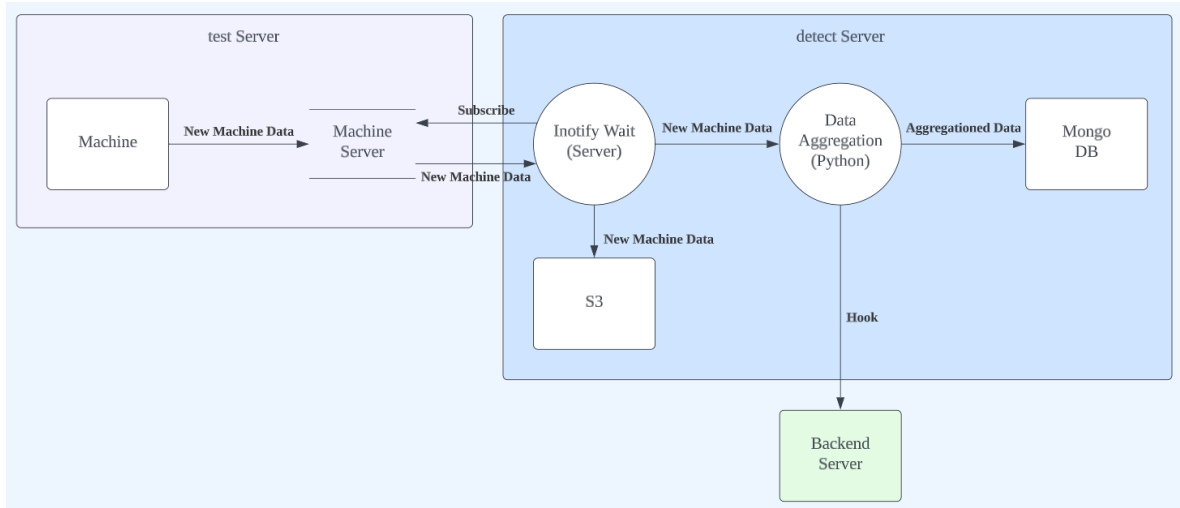 test Server
detect Server
Machine
New Machine Data
Machine
Server
Subscribe
New Machine Data
Inotify Wait
(Server)
New Machine Data
Data
Aggregation
(Python)
Aggregationed Data
Mongo
DB
New Machine Data
S3
Hook
Backend
Server